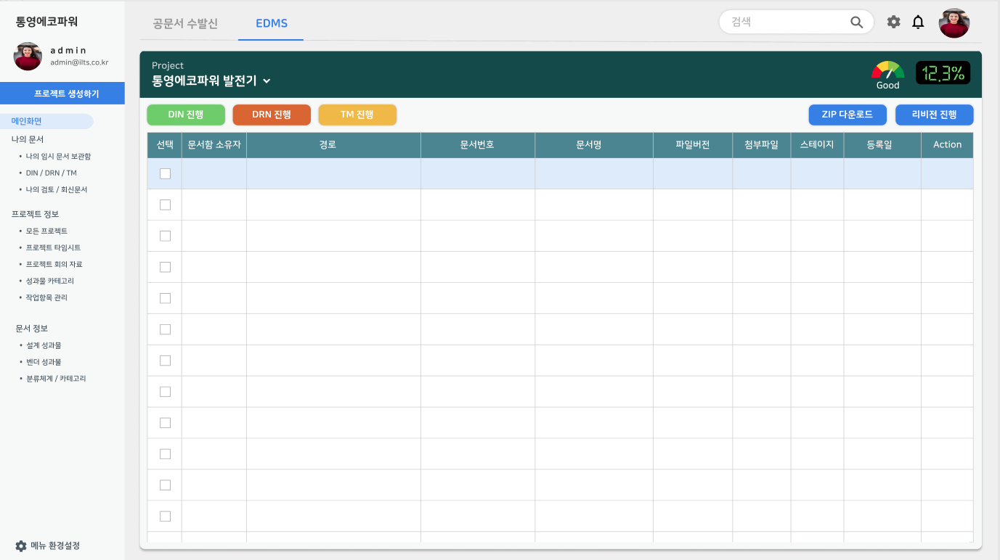 통영에코파워
admin
admin@ilts.co.kr
프로젝트 생성하기
메인화면
나의 문서
• 나의 임시 문서 보관함
• DIN / DRN / TM
• 나의 검토 / 회신문서
프로젝트 정보
• 모든 프로젝트
• 프로젝트 타임시트
• 프로젝트 회의 자료
• 성과물 카테고리
• 작업항목 관리
문서 정보
• 설계 성과물
• 벤더 성과물
• 분류체계 / 카테고리
메뉴 환경설정
공문서 수발신 EDMS 검색
Project
통영에코파워 발전기
Good
12.3%
DIN 진행 DRN 진행 TM 진행 ZIP 다운로드 리비전 진행
선택 문서함 소유자 경로 문서번호 문서명 파일버전 첨부파일 스테이지 등록일 Action